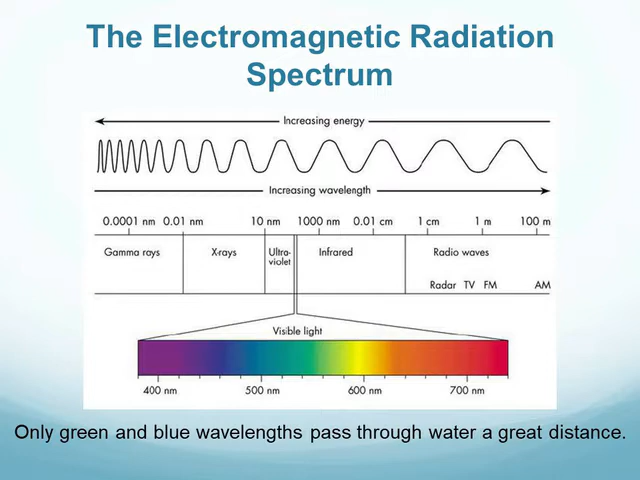 The Electromagnetic Radiation
Spectrum
Increasing energy
Increasing wavelength
0.0001 nm 0.01 nm 10 nm 1000 nm 0.01 cm 1 cm 1 m 100 m
Gamma rays X-rays Ultra- Infrared Radio waves
violet
Radar TV FM AM
Visible light
400 nm 500 nm 600 nm 700 nm
Only green and blue wavelengths pass through water a great distance.